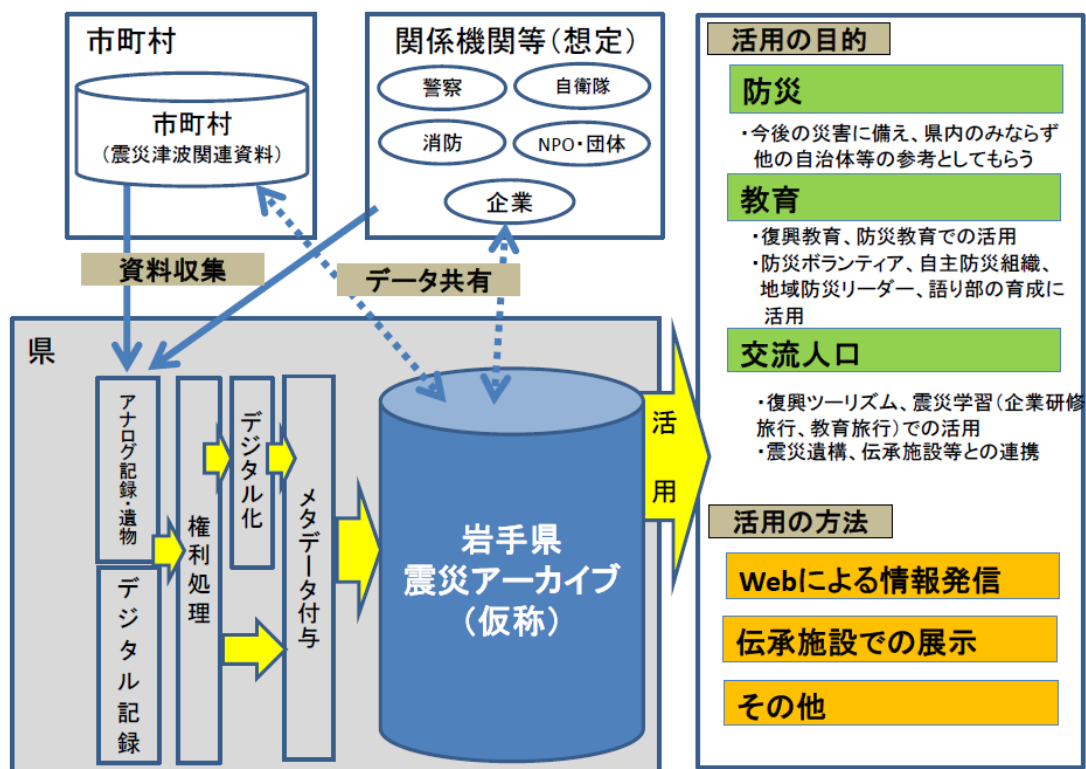 市町村
市町村
(震災津波関連資料)
関係機関等(想定)
警察
自衛隊
消防
NPO・団体
企業
資料収集
データ共有
県
アナログ記録・遺物
デジタル記録
権利処理
デジタル化
メタデータ付与
岩手県
震災アーカイブ
(仮称)
活用
活用の目的
防災
・今後の災害に備え、県内のみならず
他の自治体等の参考としてもらう
教育
・復興教育、防災教育での活用
・防災ボランティア、自主防災組織、
地域防災リーダー、語り部の育成に
活用
交流人口
・復興ツーリズム、震災学習(企業研修
旅行、教育旅行)での活用
・震災遺構、伝承施設等との連携
活用の方法
Webによる情報発信
伝承施設での展示
その他